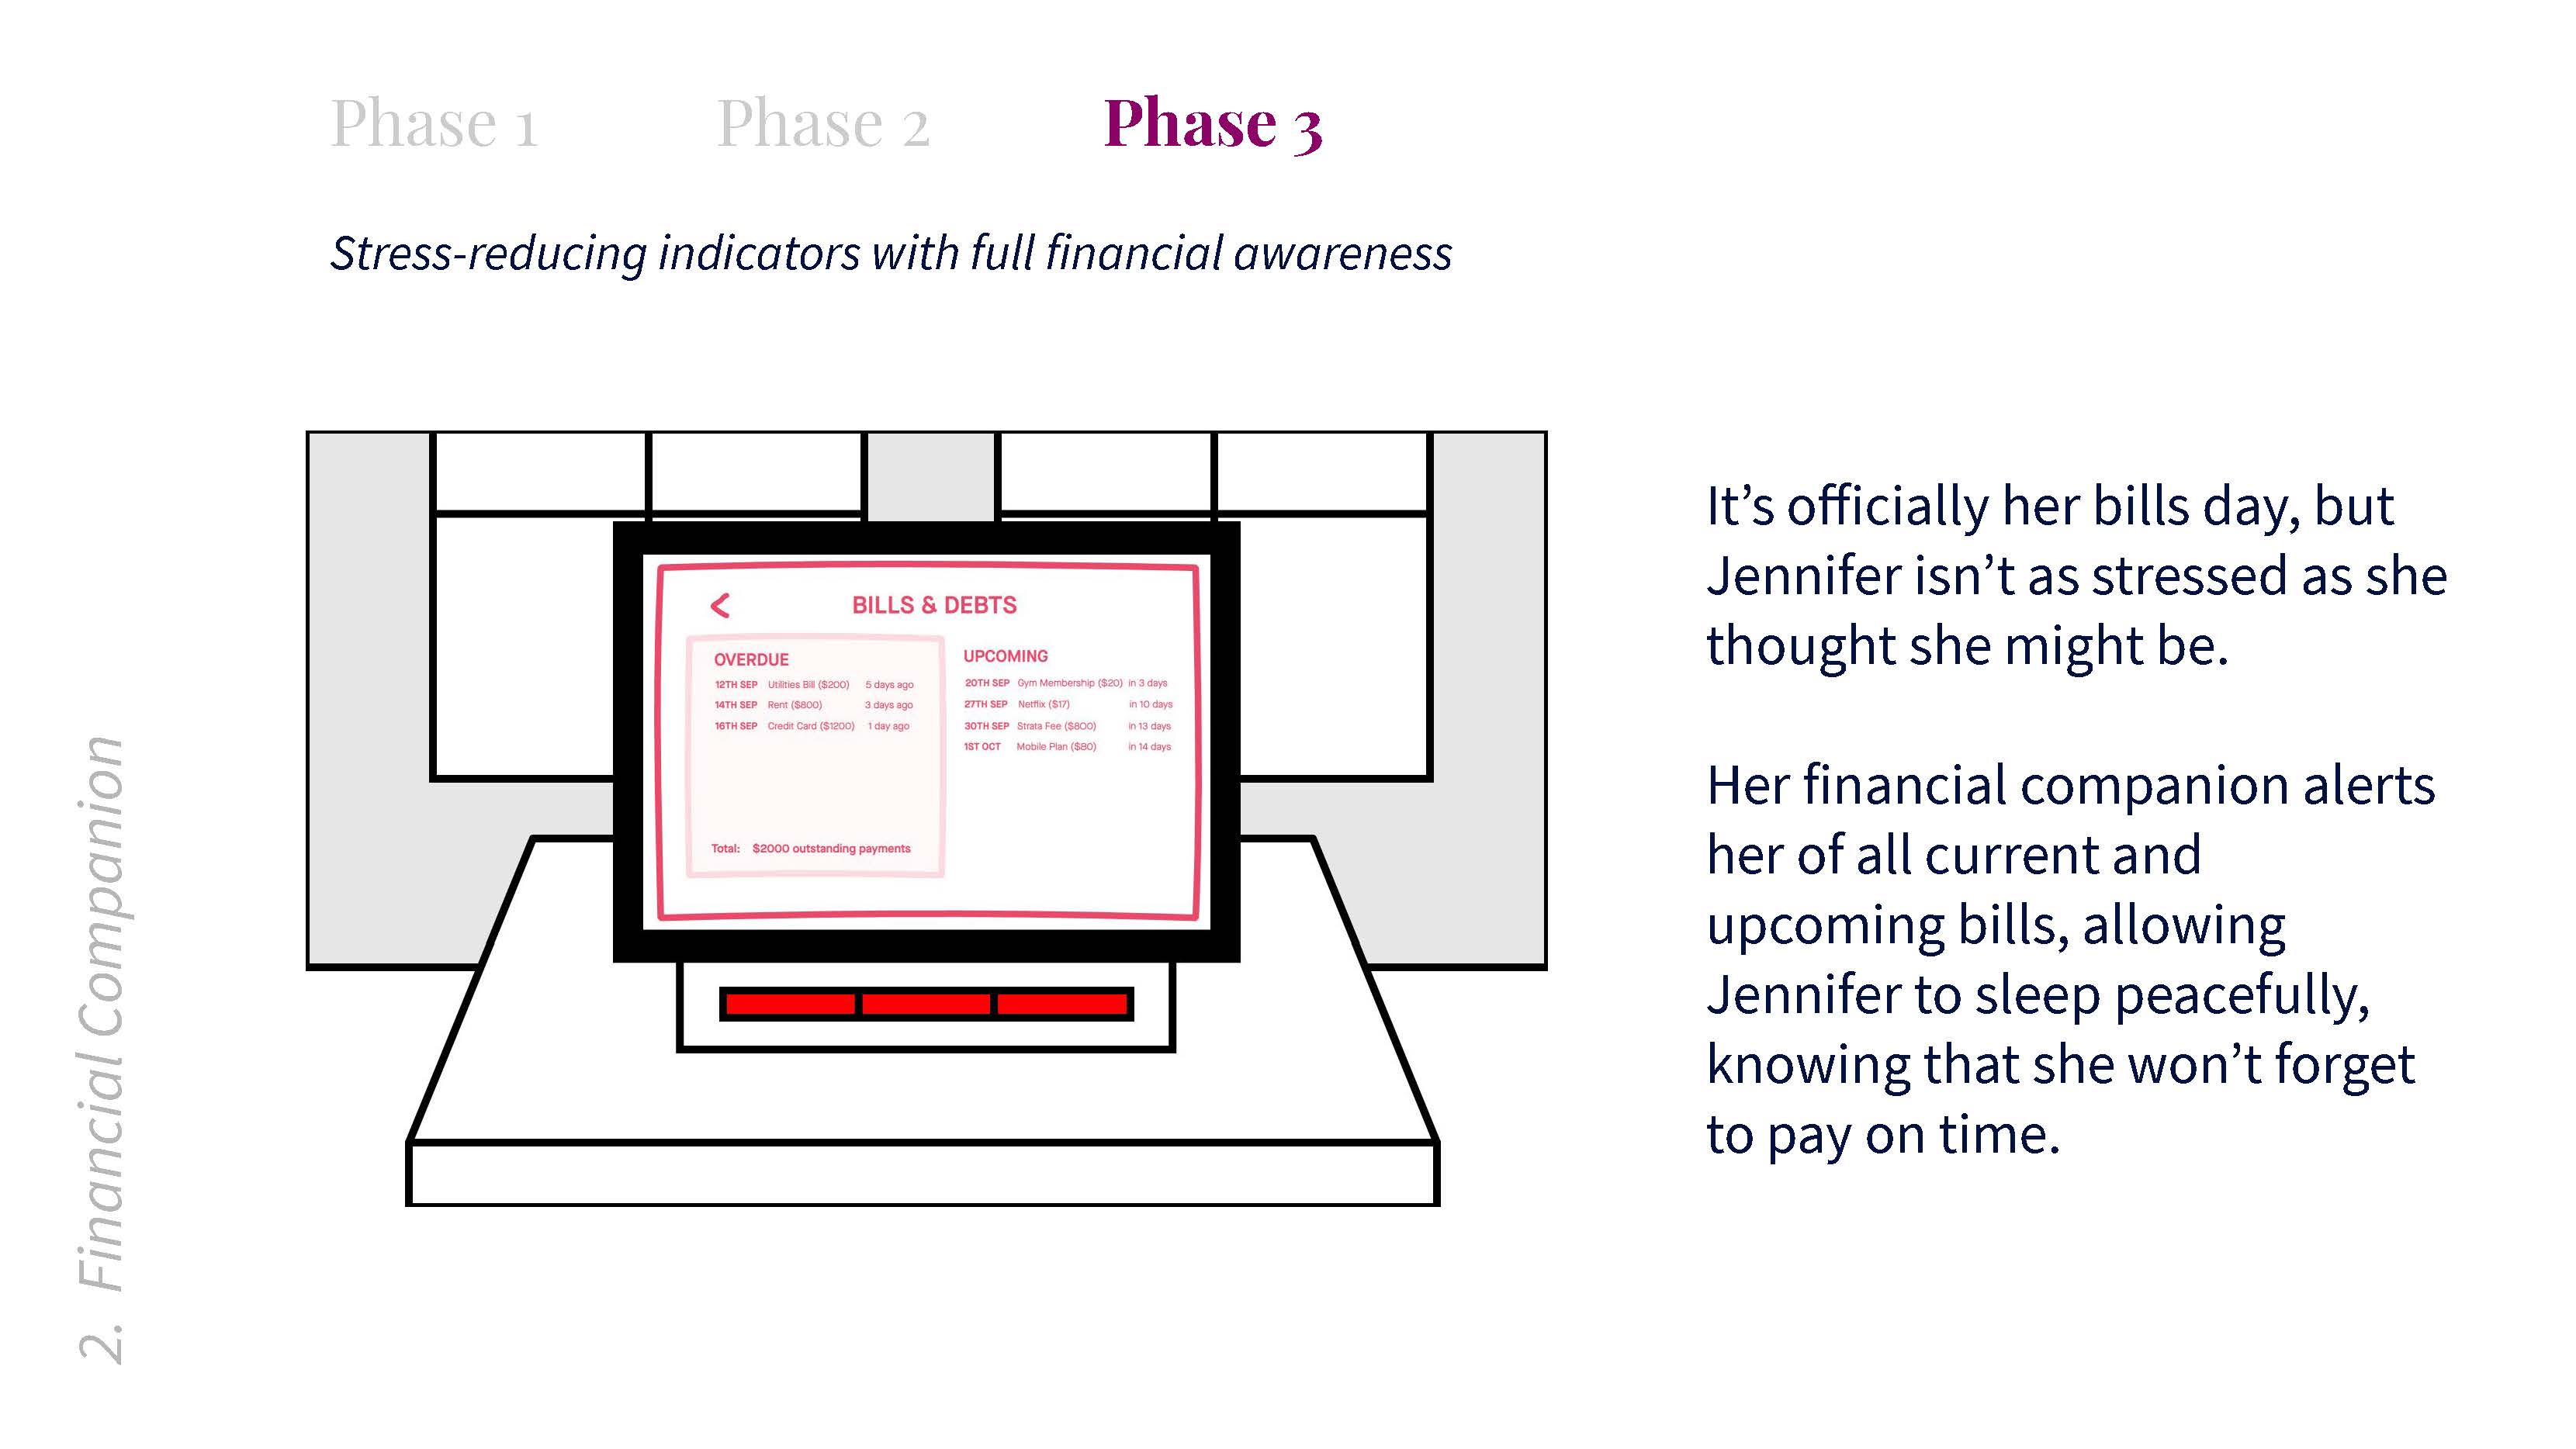 Phase 1 Phase 2 Phase 3
Stress-reducing indicators with full financial awareness
BILLS & DEBTS
OVERDUE
12TH SEP Utilities Bill ($200) 5 days ago
14TH SEP Rent ($800) 3 days ago
16TH SEP Credit Card ($1200) 1 day ago
Total: $2000 outstanding payments
UPCOMING
20TH SEP Gym Membership ($20) in 3 days
27TH SEP Netflix ($17) in 10 days
30TH SEP Strata Fee ($800) in 13 days
1ST OCT Mobile Plan ($80) in 14 days
It’s officially her bills day, but
Jennifer isn’t as stressed as she
thought she might be.
Her financial companion alerts
her of all current and
upcoming bills, allowing
Jennifer to sleep peacefully,
knowing that she won’t forget
to pay on time.
2. Financial Companion